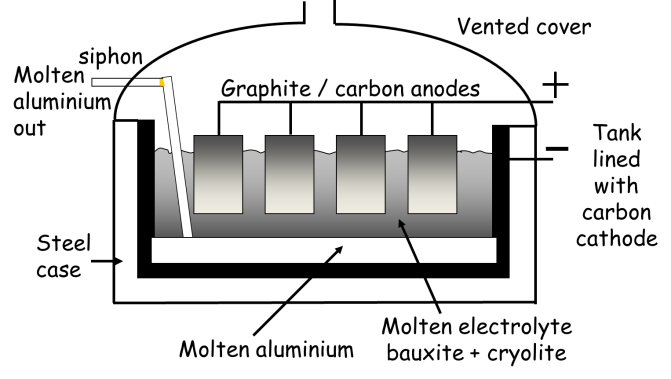 Vented cover
siphon
Molten
aluminium
out
Graphite / carbon anodes
+
−
Tank
lined
with
carbon
cathode
Steel
case
Molten aluminium
Molten electrolyte
bauxite + cryolite